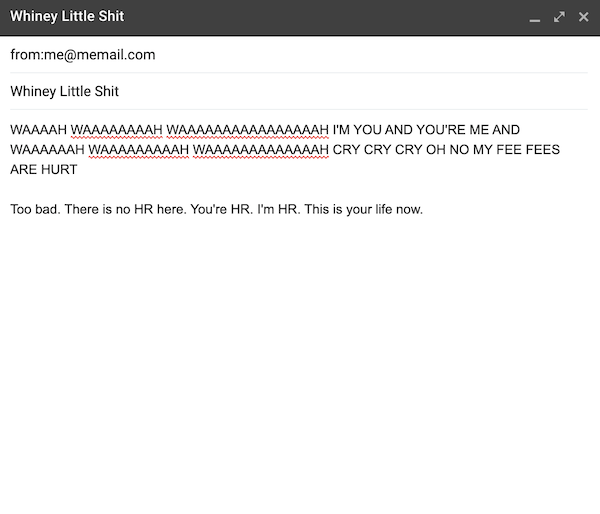 Whiney Little Shit
from:me@memail.com
Whiney Little Shit
WAAAAH WAAAAAAAAH WAAAAAAAAAAAAAAAAH I'M YOU AND YOU'RE ME AND
WAAAAAAH WAAAAAAAAAH WAAAAAAAAAAAAAH CRY CRY CRY OH NO MY FEE FEES
ARE HURT
Too bad. There is no HR here. You're HR. I'm HR. This is your life now.